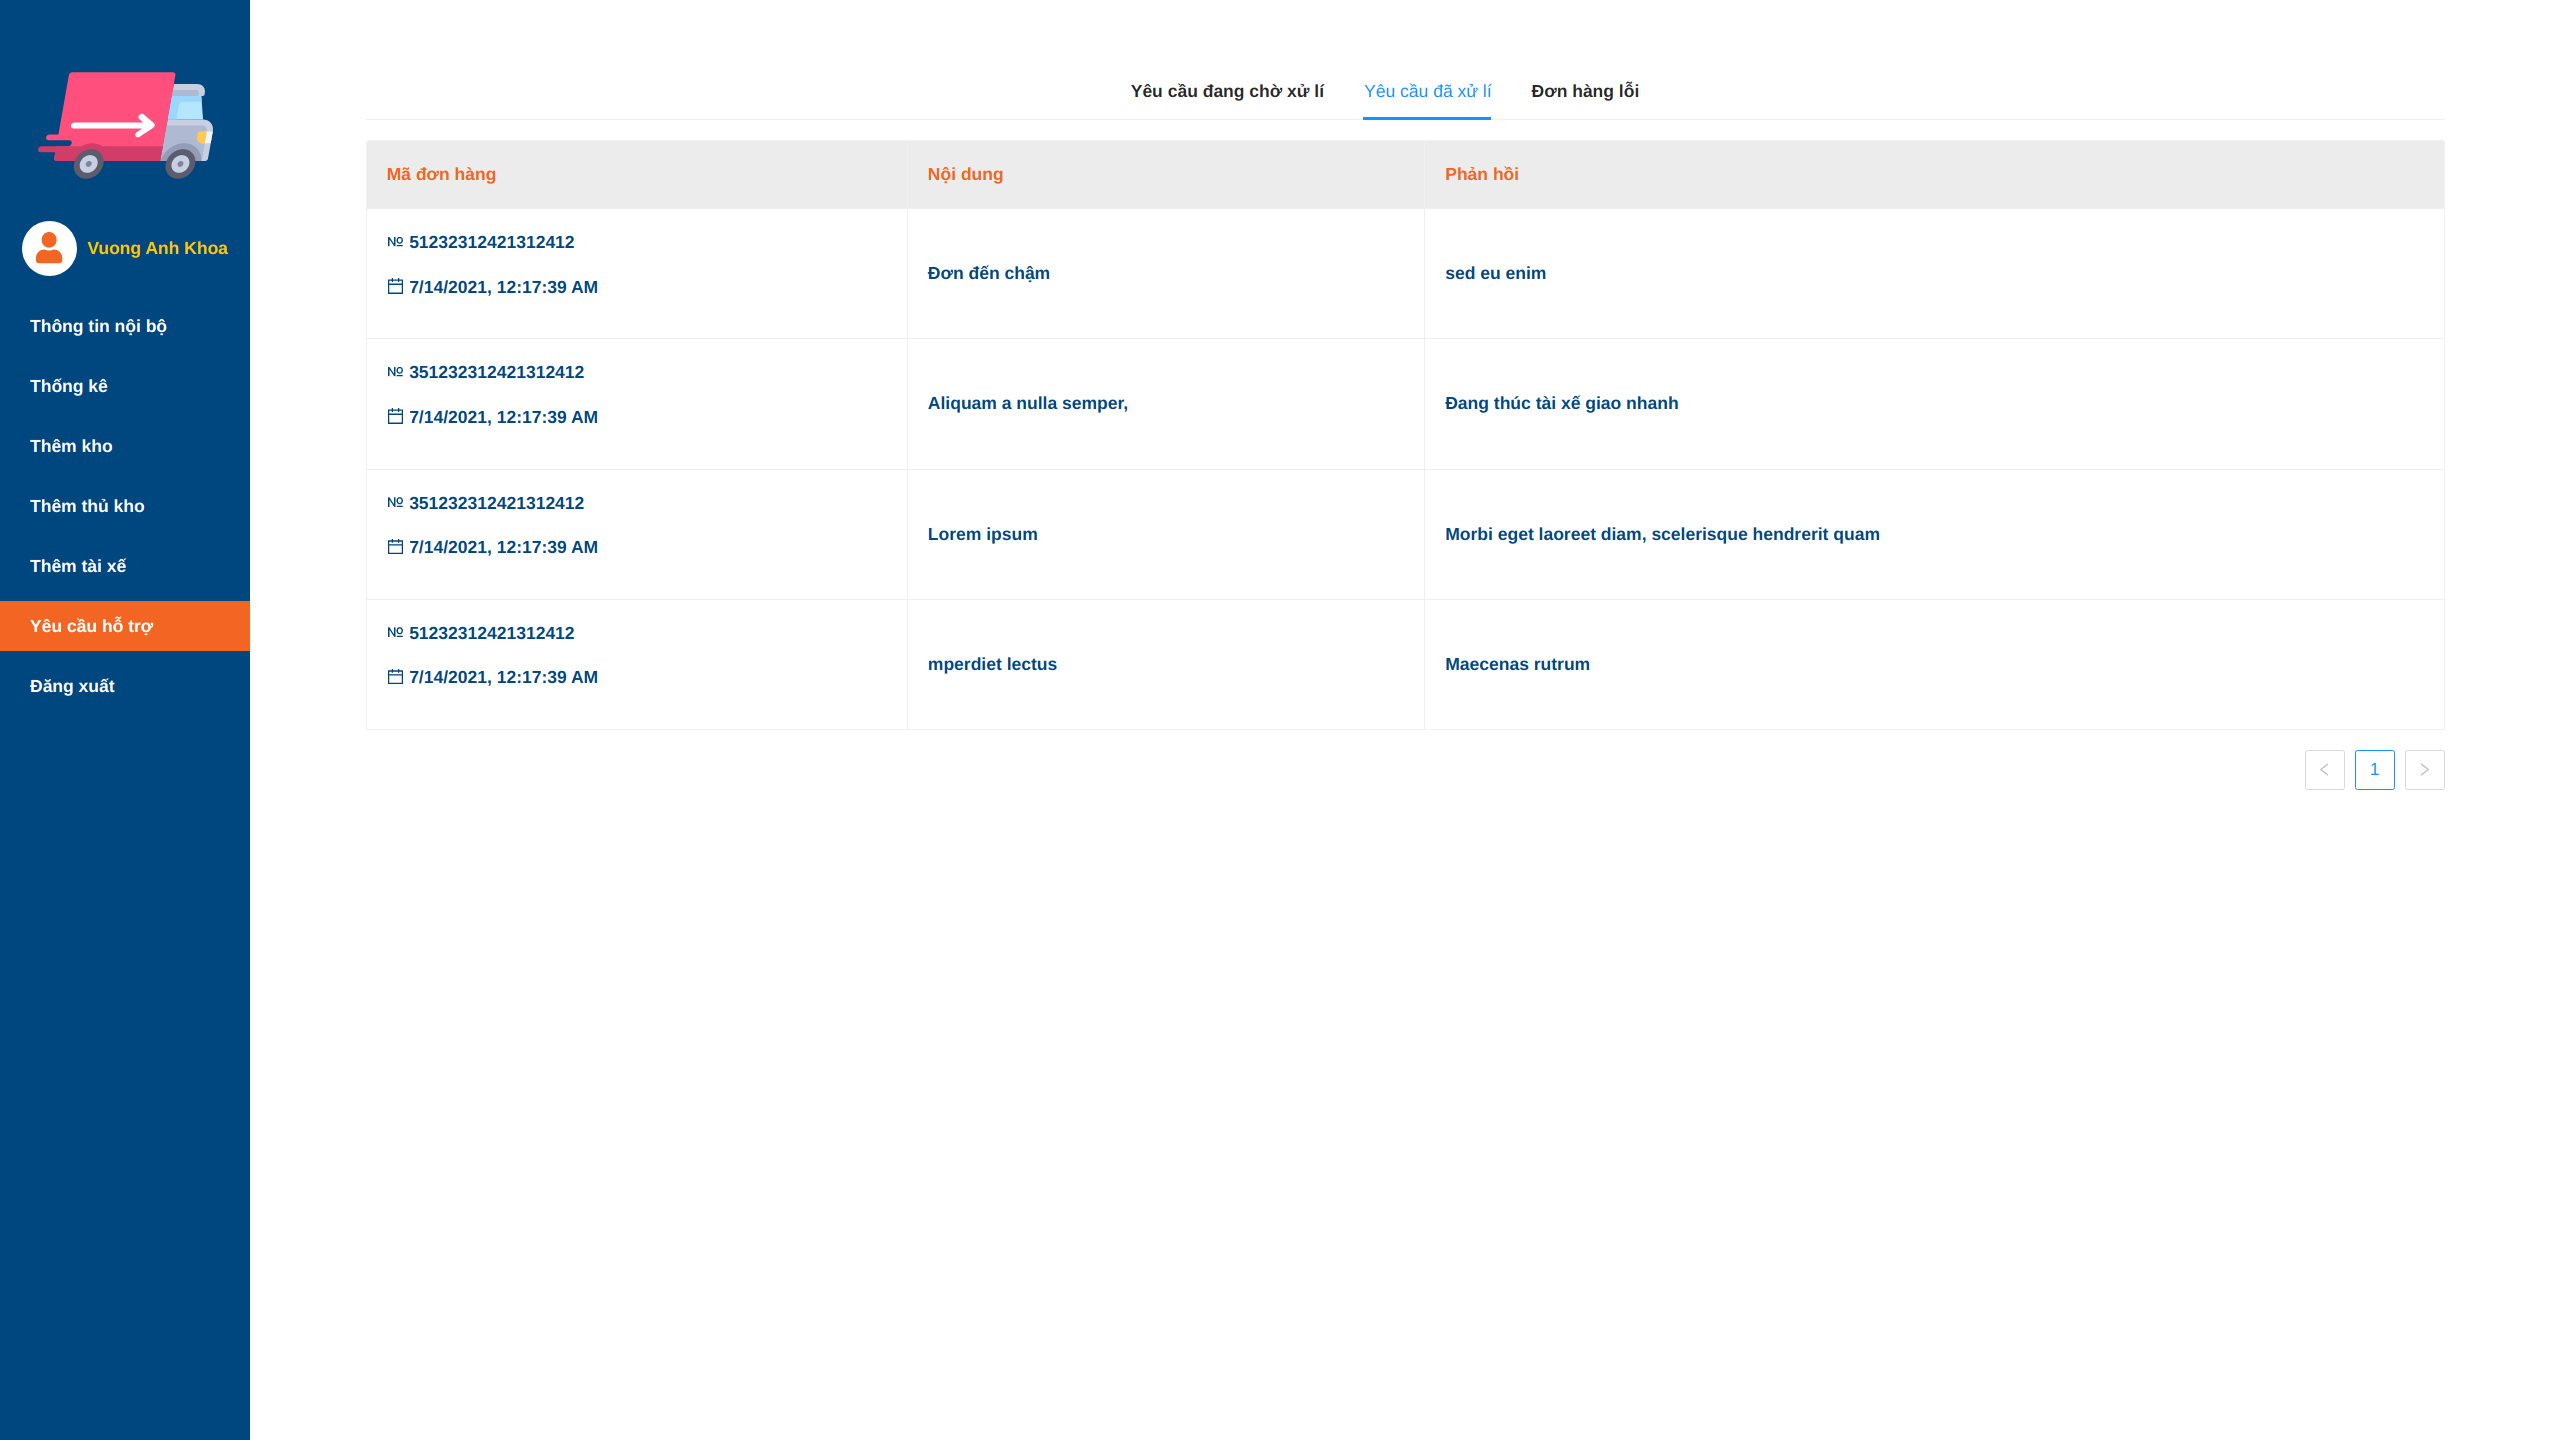 Vuong Anh Khoa
Thông tin nội bộ
Thống kê
Thêm kho
Thêm thủ kho
Thêm tài xế
Yêu cầu hỗ trợ
Đăng xuất
Yêu cầu đang chờ xử lí
Yêu cầu đã xử lí
Đơn hàng lỗi
Mã đơn hàng
Nội dung
Phản hồi
№ 51232312421312412
7/14/2021, 12:17:39 AM
Đơn đến chậm
sed eu enim
№ 351232312421312412
7/14/2021, 12:17:39 AM
Aliquam a nulla semper,
Đang thúc tài xế giao nhanh
№ 351232312421312412
7/14/2021, 12:17:39 AM
Lorem ipsum
Morbi eget laoreet diam, scelerisque hendrerit quam
№ 51232312421312412
7/14/2021, 12:17:39 AM
mperdiet lectus
Maecenas rutrum
1